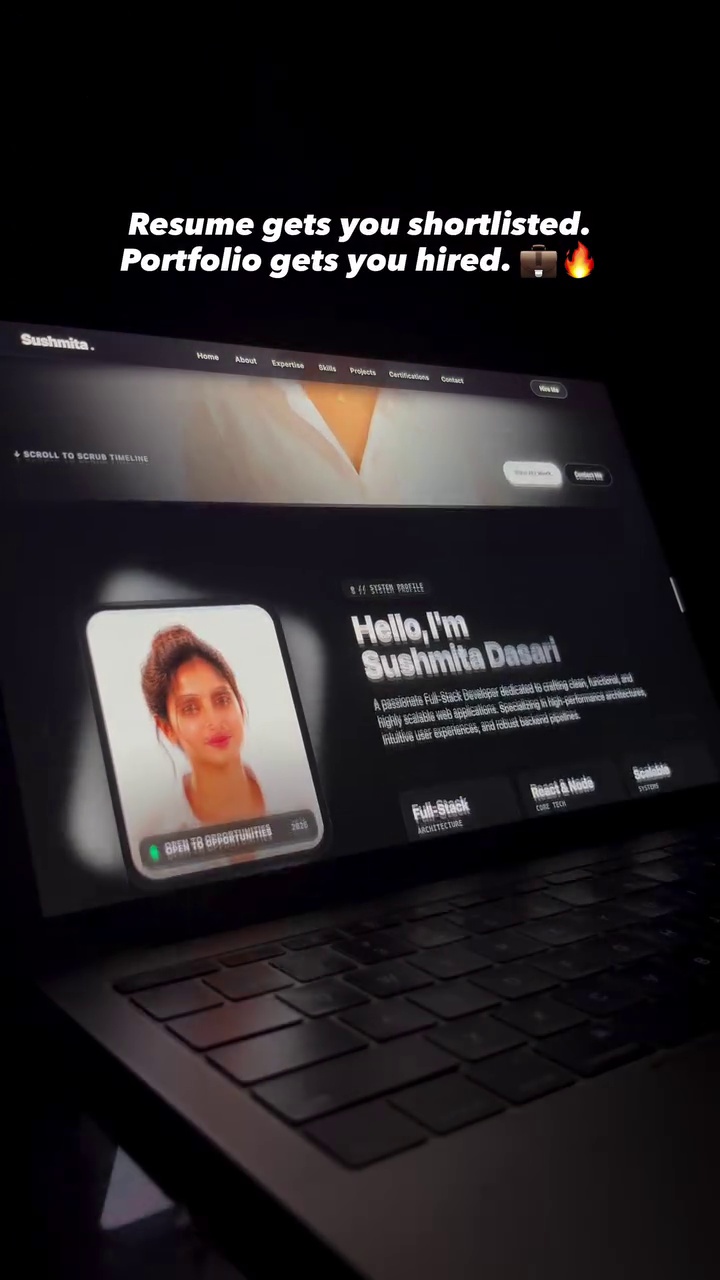 Resume gets you shortlisted.
Portfolio gets you hired. 💼🔥
Sushmita.
Home About Expertise Skills Projects Certifications Contact
Hire Me
↓ SCROLL TO SCRUB TIMELINE
Contact Me
// SYSTEM PROFILE
Hello, I'm
Sushmita Dasari
A passionate Full-Stack Developer dedicated to crafting clean, functional, and
highly scalable web applications. Specializing in high-performance architectures,
intuitive user experiences, and robust backend pipelines.
OPEN TO OPPORTUNITIES
2026
Full-Stack
ARCHITECTURE
React & Node
CORE TECH
Scalable
SYSTEMS